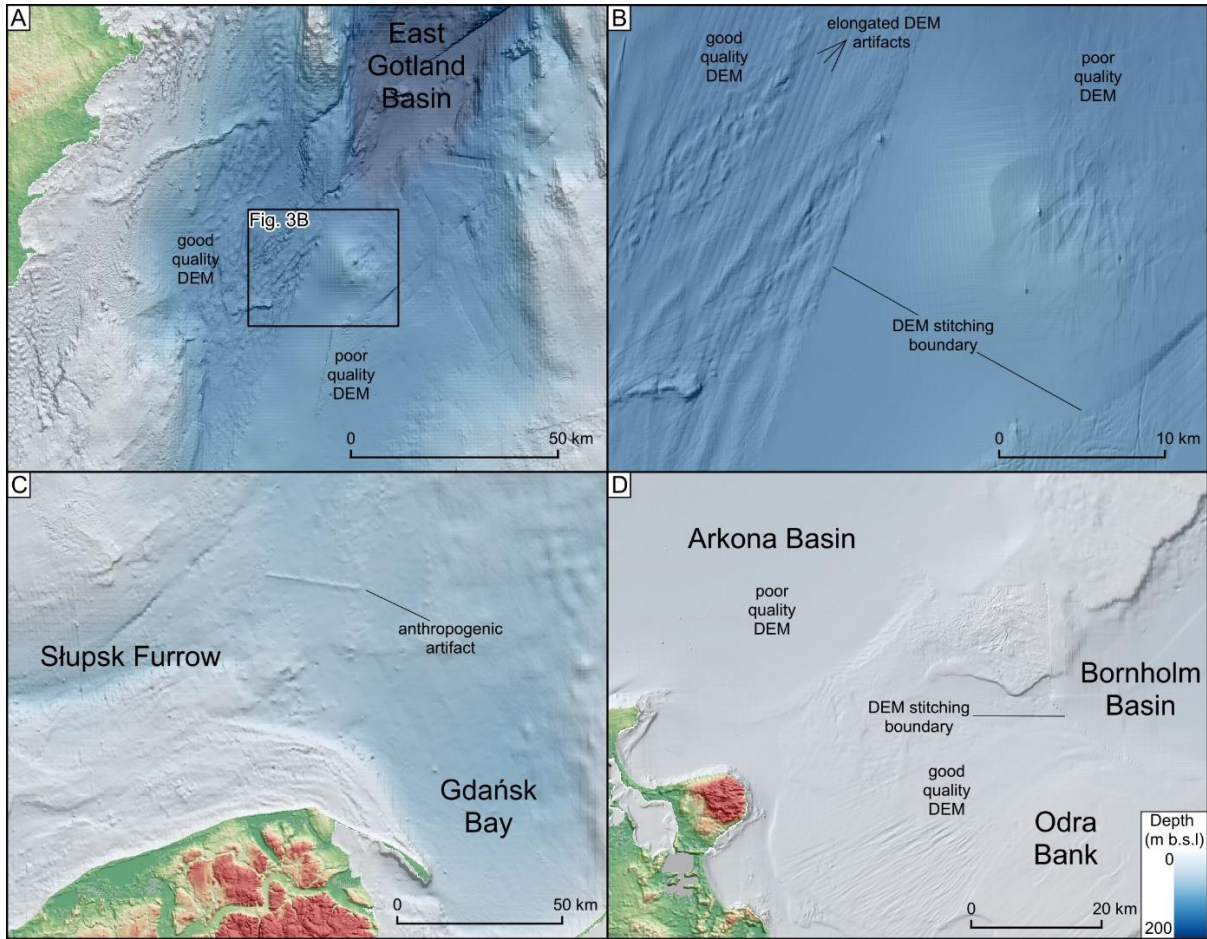 A
East
Gotland
Basin
Fig. 3B
good
quality
DEM
poor
quality
DEM
0
50 km
B
good
quality
DEM
elongated DEM
artifacts
poor
quality
DEM
DEM stitching
boundary
0
10 km
C
anthropogenic
artifact
Słupsk Furrow
Gdańsk
Bay
0
50 km
D
Arkona Basin
poor
quality
DEM
Bornholm
Basin
DEM stitching
boundary
good
quality
DEM
Odra
Bank
0
20 km
Depth
(m b.s.l)
0
200